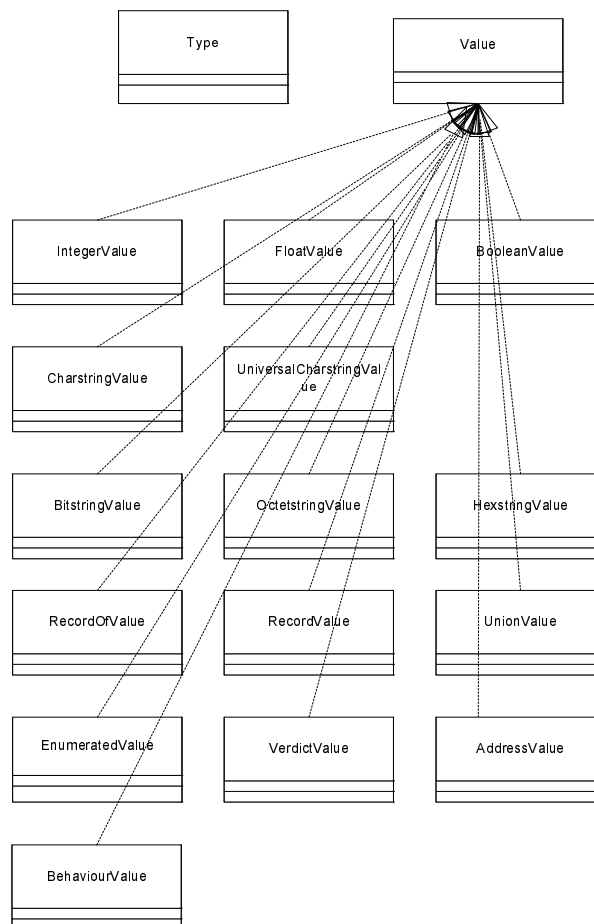 Type
Value
IntegerValue
FloatValue
BooleanValue
CharstringValue
UniversalCharstringVal
ue
BitstringValue
OctetstringValue
HexstringValue
RecordOfValue
RecordValue
UnionValue
EnumeratedValue
VerdictValue
AddressValue
BehaviourValue